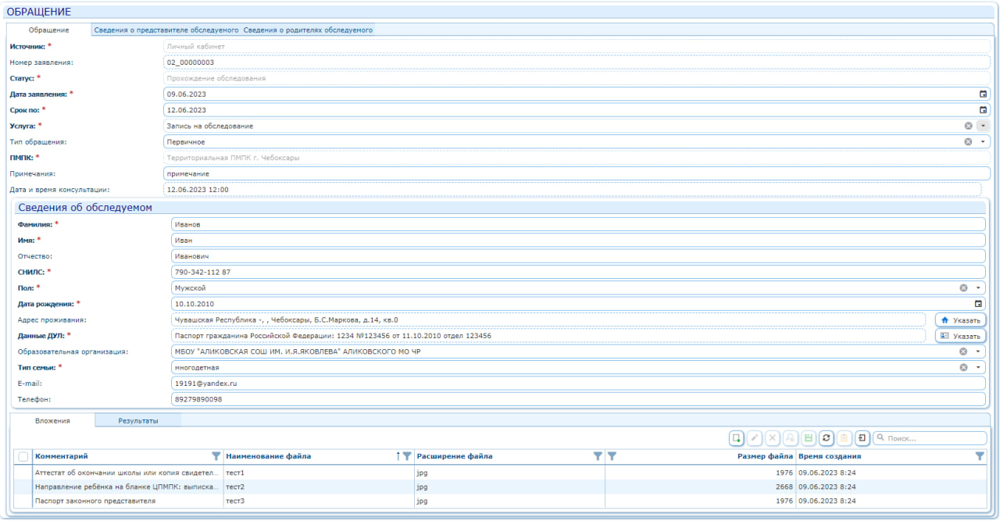 ОБРАЩЕНИЕ
Обращение Сведения о представителе обследуемого Сведения о родителях обследуемого
Источник: * Личный кабинет
Номер заявления: 02_00000003
Статус: * Прохождение обследования
Дата заявления: * 09.06.2023
Срок по: * 12.06.2023
Услуга: * Запись на обследование
Тип обращения: Первичное
ПМПК: * Территориальная ПМПК г. Чебоксары
Примечания: примечание
Дата и время консультации: 12.06.2023 12:00
Сведения об обследуемом
Фамилия: * Иванов
Имя: * Иван
Отчество: Иванович
СНИЛС: * 790-342-112 87
Пол: * Мужской
Дата рождения: * 10.10.2010
Адрес проживания: Чувашская Республика -, , Чебоксары, Б.С.Маркова, д.14, кв.0 Указать
Данные ДУЛ: * Паспорт гражданина Российской Федерации: 1234 №123456 от 11.10.2010 отдел 123456 Указать
Образовательная организация: МБОУ "АЛИКОВСКАЯ СОШ ИМ. И.Я.ЯКОВЛЕВА" АЛИКОВСКОГО МО ЧР
Тип семьи: * многодетная
E-mail: 19191@yandex.ru
Телефон: 89279890098
Вложения Результаты
Поиск...
Комментарий Наименование файла Расширение файла Размер файла Время создания
Аттестат об окончании школы или копия свидетел... тест1 jpg 1976 09.06.2023 8:24
Направление ребёнка на бланке ЦПМПК: выписка... тест2 jpg 2668 09.06.2023 8:24
Паспорт законного представителя тест3 jpg 1976 09.06.2023 8:24